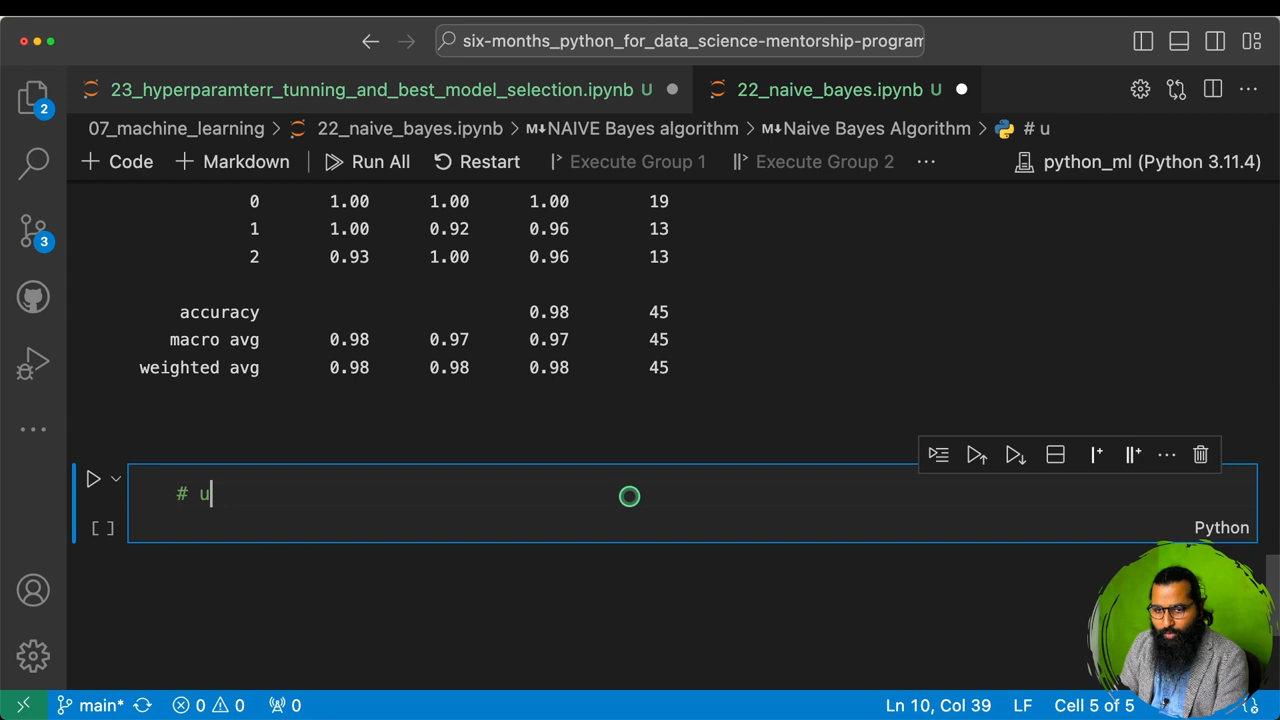 six-months_python_for_data_science-mentorship-program
23_hyperparamterr_tunning_and_best_model_selection.ipynb U
22_naive_bayes.ipynb U
07_machine_learning > 22_naive_bayes.ipynb > M↓NAIVE Bayes algorithm > M↓Naive Bayes Algorithm > # u
+ Code + Markdown Run All Restart Execute Group 1 Execute Group 2 ... python_ml (Python 3.11.4)
2
3
0 1.00 1.00 1.00 19
1 1.00 0.92 0.96 13
2 0.93 1.00 0.96 13
accuracy 0.98 45
macro avg 0.98 0.97 0.97 45
weighted avg 0.98 0.98 0.98 45
# u
[ ]
Python
main* 0 0 0 Ln 10, Col 39 LF Cell 5 of 5